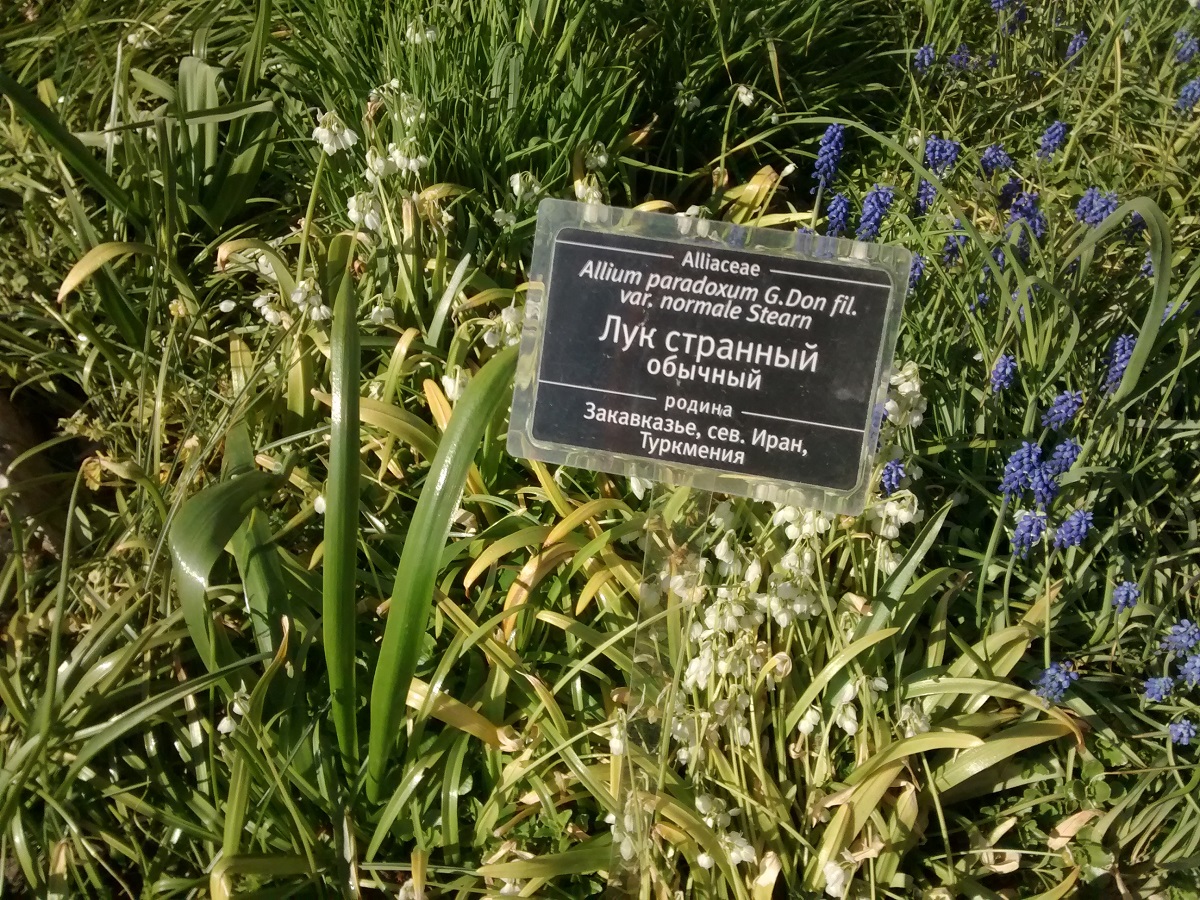 Alliaceae
Allium paradoxum G.Don fil.
var. normale Stearn
Лук странный
обычный
родина
Закавказье, сев. Иран,
Туркмения